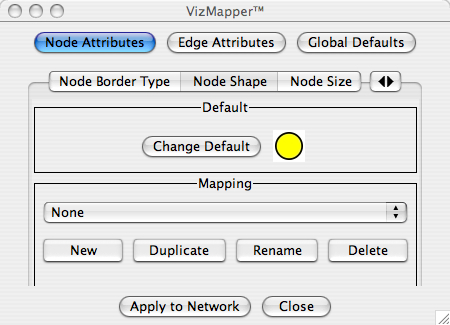 VizMapper™
Node Attributes Edge Attributes Global Defaults
Node Border Type Node Shape Node Size
Default
Change Default
Mapping
None
New Duplicate Rename Delete
Apply to Network Close